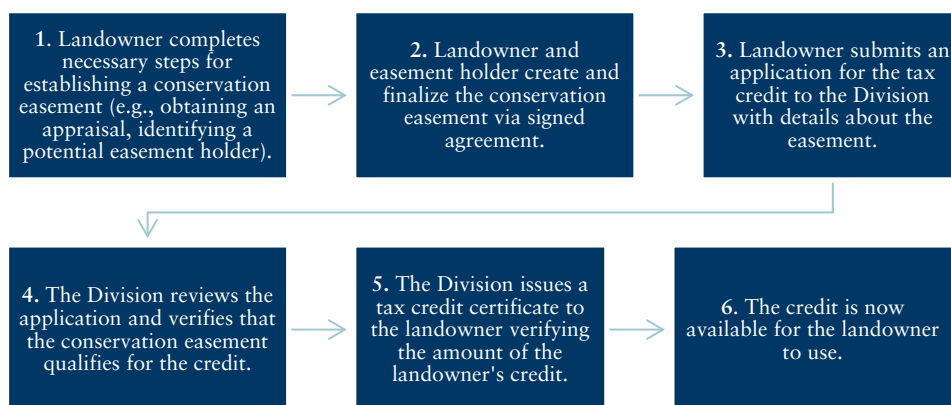 1. Landowner completes
necessary steps for
establishing a conservation
easement (e.g., obtaining an
appraisal, identifying a
potential easement holder).
2. Landowner and
easement holder create and
finalize the conservation
easement via signed
agreement.
3. Landowner submits an
application for the tax
credit to the Division
with details about the
easement.
4. The Division reviews the
application and verifies that
the conservation easement
qualifies for the credit.
5. The Division issues a
tax credit certificate to
the landowner verifying
the amount of the
landowner's credit.
6. The credit is now
available for the landowner
to use.